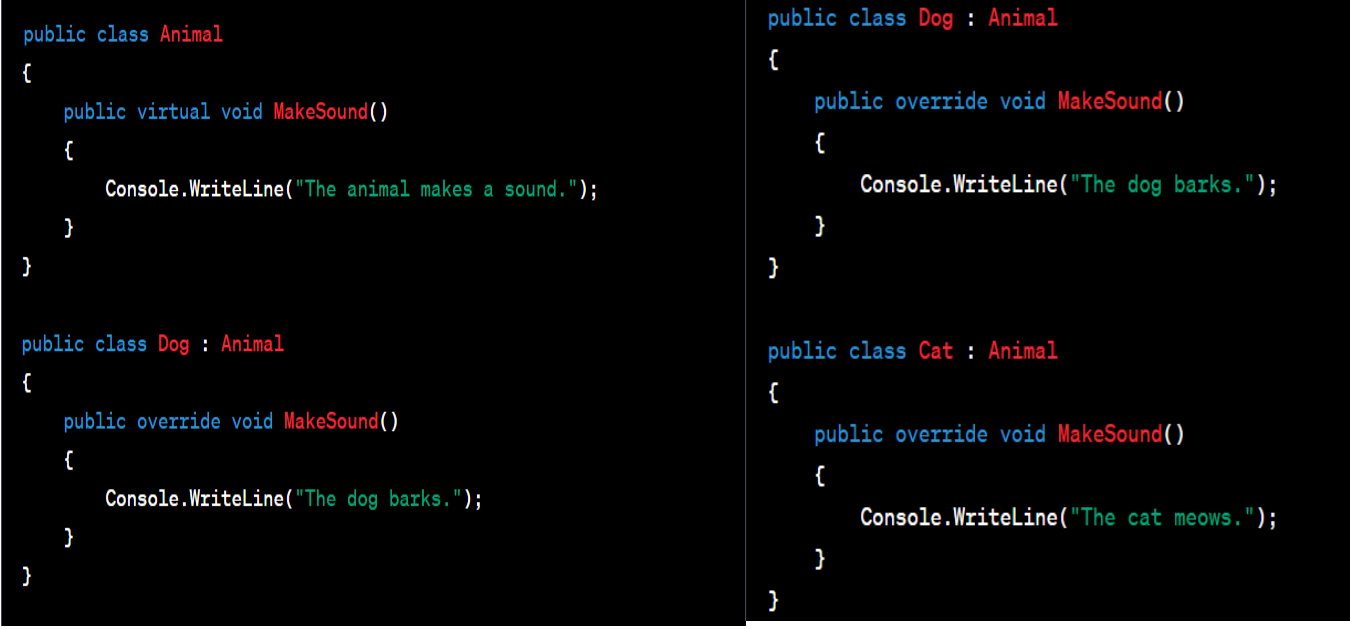 public class Animal
{
    public virtual void MakeSound()
    {
        Console.WriteLine("The animal makes a sound.");
    }
}
public class Dog : Animal
{
    public override void MakeSound()
    {
        Console.WriteLine("The dog barks.");
    }
}
public class Dog : Animal
{
    public override void MakeSound()
    {
        Console.WriteLine("The dog barks.");
    }
}
public class Cat : Animal
{
    public override void MakeSound()
    {
        Console.WriteLine("The cat meows.");
    }
}